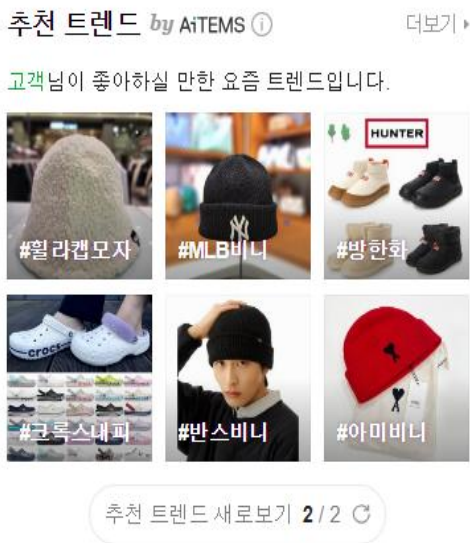 추천 트렌드 by AiTEMS ⓘ 더보기
고객님이 좋아하실 만한 요즘 트렌드입니다.
HUNTER
#휠라캡모자 #MLB비니 #방한화
crocs
#크록스내피 #반스비니 #아미비니
추천 트렌드 새로보기 2 / 2